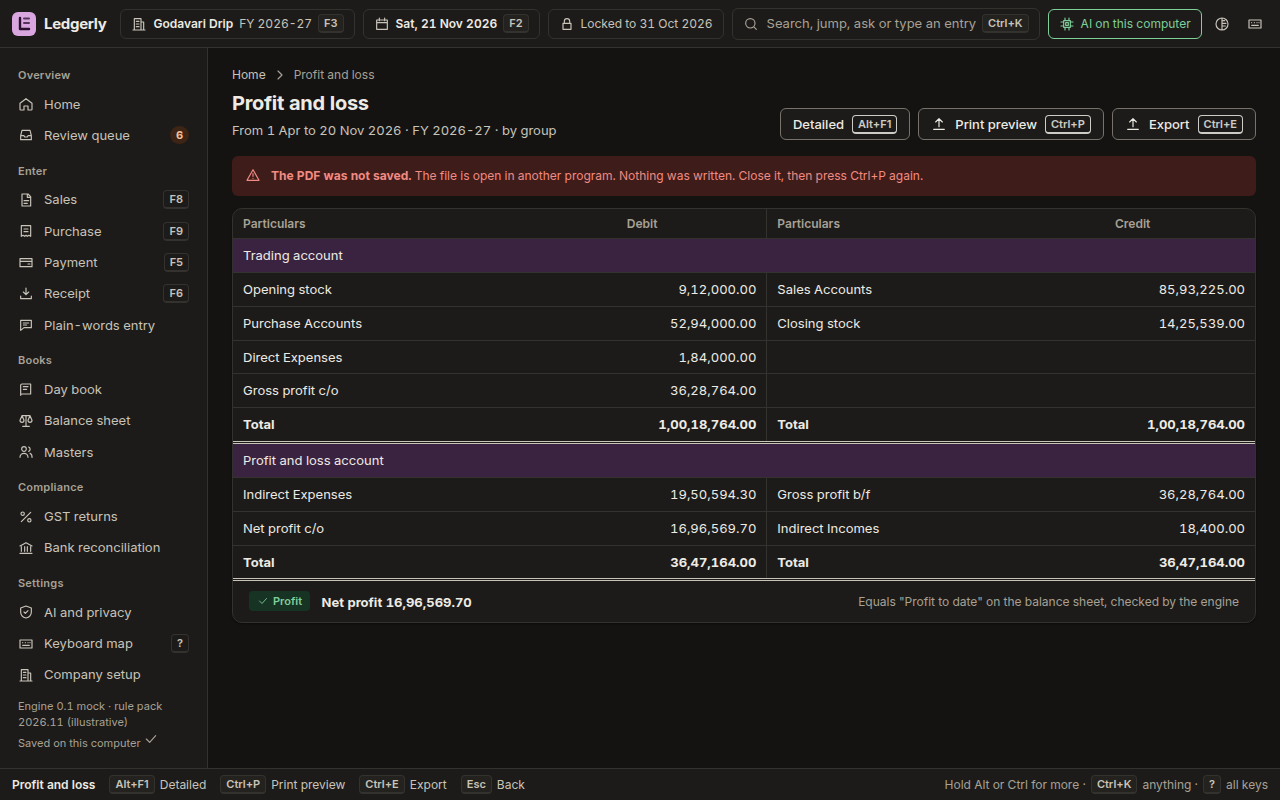 Ledgerly
Godavari Drip FY 2026-27 F3
Sat, 21 Nov 2026 F2
Locked to 31 Oct 2026
Search, jump, ask or type an entry Ctrl+K
AI on this computer
Overview
Home
Review queue 6
Enter
Sales F8
Purchase F9
Payment F5
Receipt F6
Plain-words entry
Books
Day book
Balance sheet
Masters
Compliance
GST returns
Bank reconciliation
Settings
AI and privacy
Keyboard map ?
Company setup
Engine 0.1 mock · rule pack
2026.11 (illustrative)
Saved on this computer
Home Profit and loss
Profit and loss
From 1 Apr to 20 Nov 2026 · FY 2026-27 · by group
Detailed Alt+F1
Print preview Ctrl+P
Export Ctrl+E
The PDF was not saved. The file is open in another program. Nothing was written. Close it, then press Ctrl+P again.
Particulars Debit Particulars Credit
Trading account
Opening stock 9,12,000.00 Sales Accounts 85,93,225.00
Purchase Accounts 52,94,000.00 Closing stock 14,25,539.00
Direct Expenses 1,84,000.00
Gross profit c/o 36,28,764.00
Total 1,00,18,764.00 Total 1,00,18,764.00
Profit and loss account
Indirect Expenses 19,50,594.30 Gross profit b/f 36,28,764.00
Net profit c/o 16,96,569.70 Indirect Incomes 18,400.00
Total 36,47,164.00 Total 36,47,164.00
Profit Net profit 16,96,569.70 Equals "Profit to date" on the balance sheet, checked by the engine
Profit and loss Alt+F1 Detailed Ctrl+P Print preview Ctrl+E Export Esc Back
Hold Alt or Ctrl for more · Ctrl+K anything · ? all keys